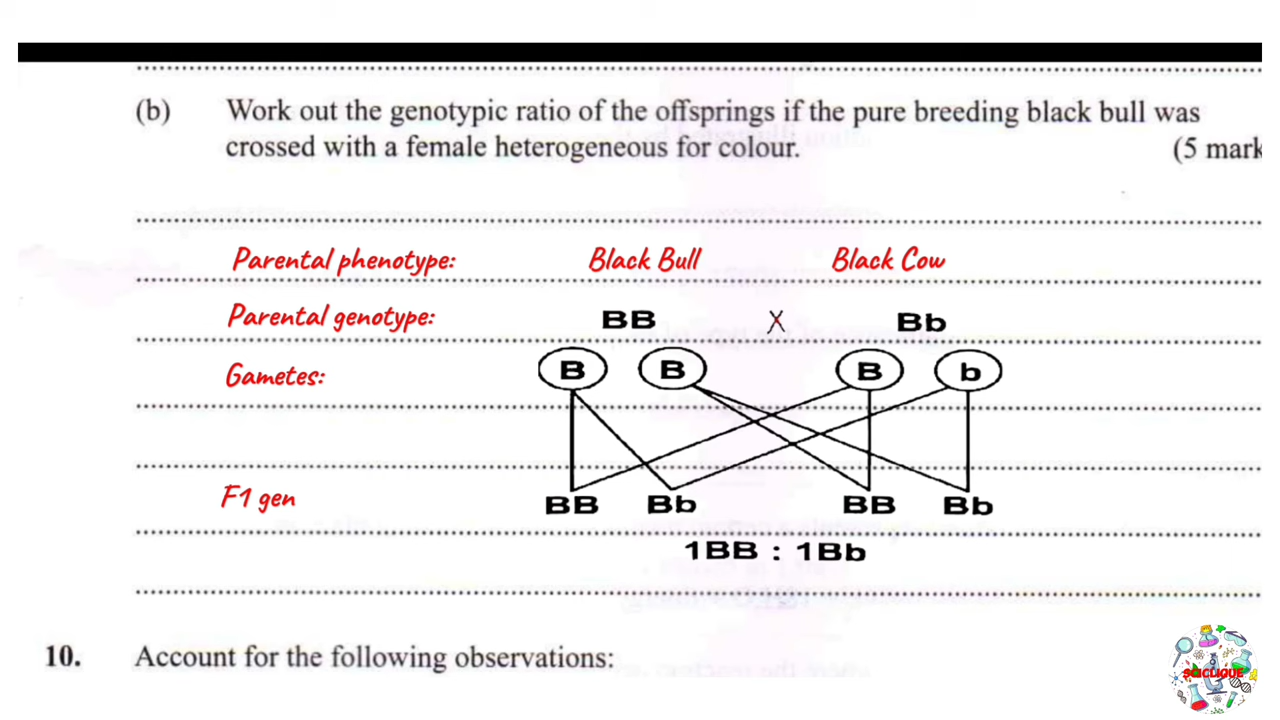 (b) Work out the genotypic ratio of the offsprings if the pure breeding black bull was
crossed with a female heterogeneous for colour. (5 mark
Parental phenotype: Black Bull Black Cow
Parental genotype: BB X Bb
Gametes: B B B b
F1 gen BB Bb BB Bb
1BB : 1Bb
10. Account for the following observations:
SCICLIQUE